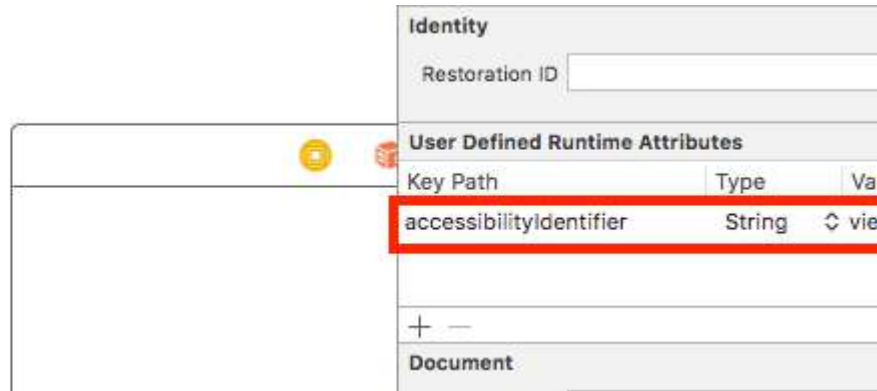 Identity
Restoration ID
User Defined Runtime Attributes
Key Path Type
accessibilityIdentifier String
Document